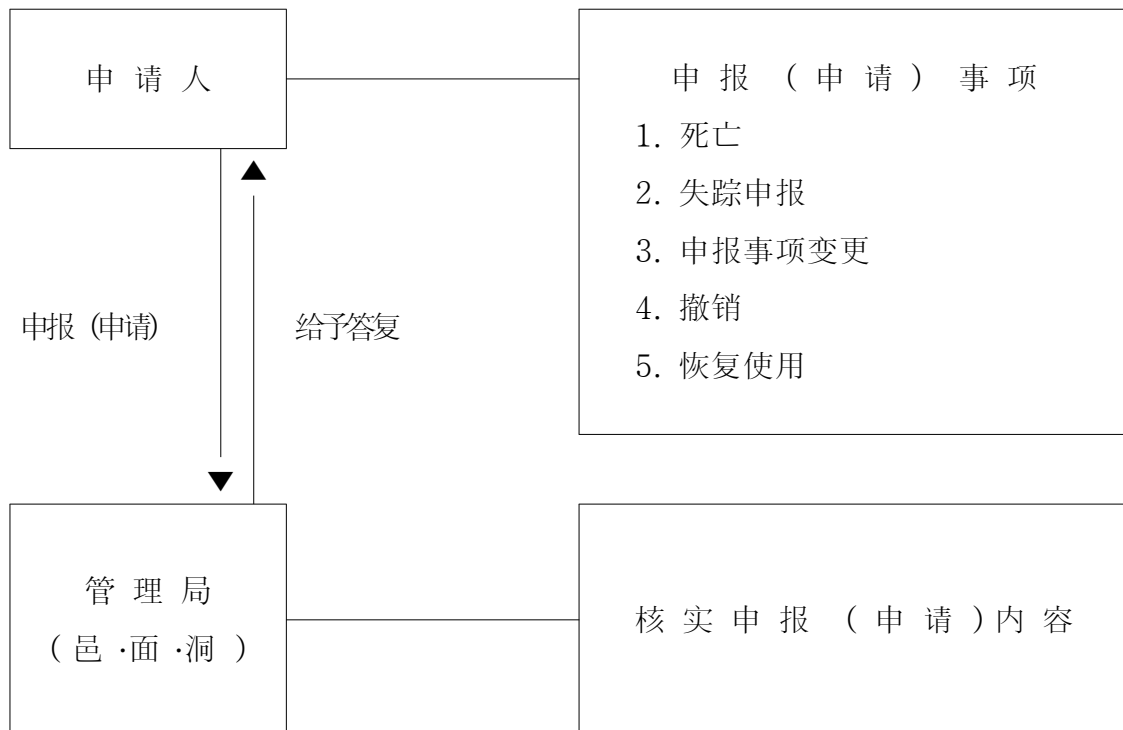 申请人
申报(申请)事项
1. 死亡
2. 失踪申报
3. 申报事项变更
4. 撤销
5. 恢复使用
申报 (申请)
给予答复
管理局
(邑·面·洞)
核实申报(申请)内容